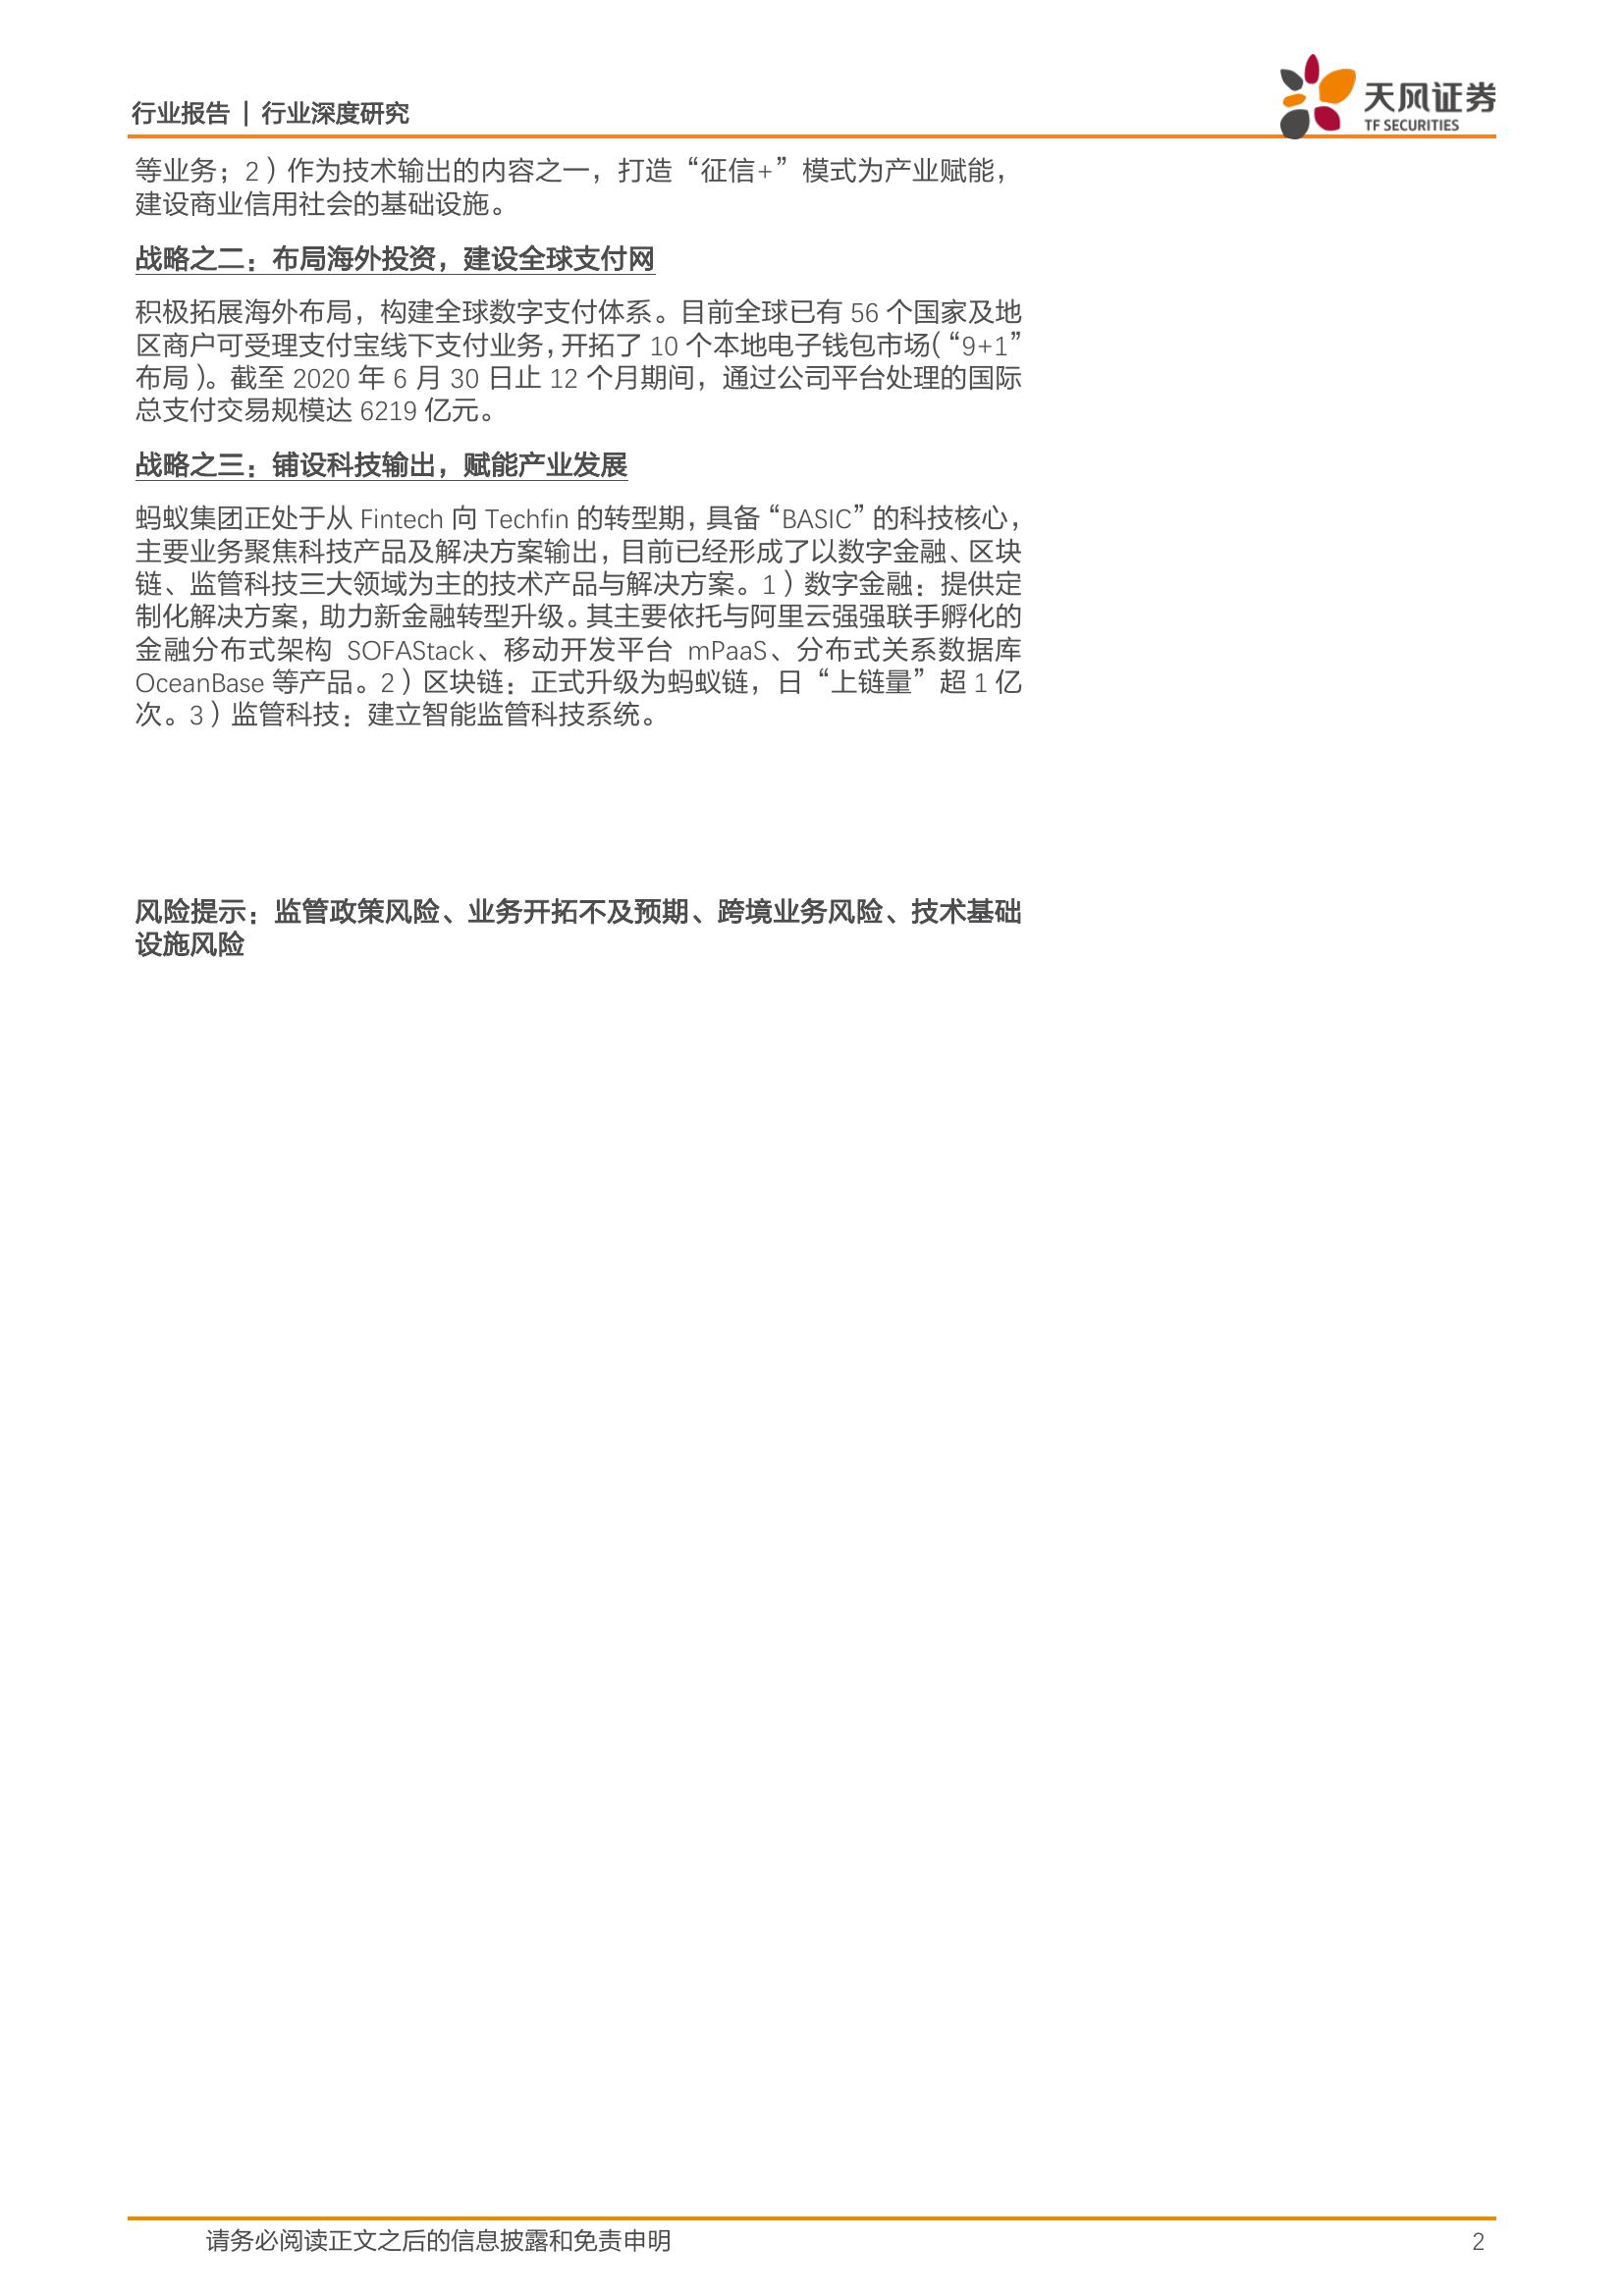 行业报告 | 行业深度研究
天风证券
TF SECURITIES
等业务；2）作为技术输出的内容之一，打造“征信+”模式为产业赋能，
建设商业信用社会的基础设施。
战略之二：布局海外投资，建设全球支付网
积极拓展海外布局，构建全球数字支付体系。目前全球已有 56 个国家及地
区商户可受理支付宝线下支付业务，开拓了 10 个本地电子钱包市场（“9+1”
布局）。截至 2020 年 6 月 30 日止 12 个月期间，通过公司平台处理的国际
总支付交易规模达 6219 亿元。
战略之三：铺设科技输出，赋能产业发展
蚂蚁集团正处于从 Fintech 向 Techfin 的转型期，具备“BASIC”的科技核心，
主要业务聚焦科技产品及解决方案输出，目前已经形成了以数字金融、区块
链、监管科技三大领域为主的技术产品与解决方案。1）数字金融：提供定
制化解决方案，助力新金融转型升级。其主要依托与阿里云强强联手孵化的
金融分布式架构 SOFAStack、移动开发平台 mPaaS、分布式关系数据库
OceanBase 等产品。2）区块链：正式升级为蚂蚁链，日“上链量”超 1 亿
次。3）监管科技：建立智能监管科技系统。
风险提示：监管政策风险、业务开拓不及预期、跨境业务风险、技术基础
设施风险
请务必阅读正文之后的信息披露和免责申明
2